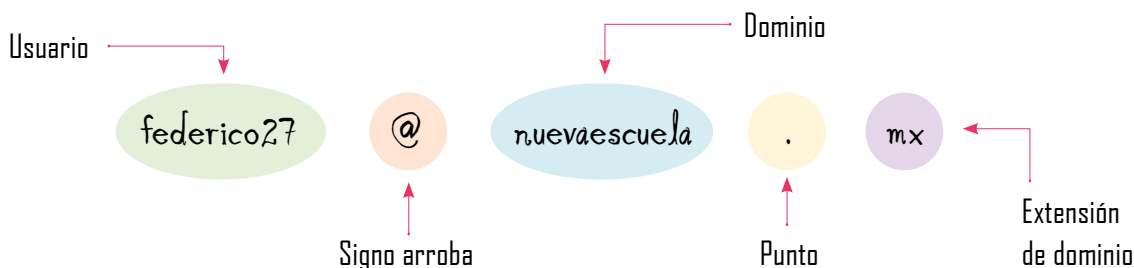 Usuario
Dominio
federico27 @ nuevaescuela . mx
Signo arroba
Punto
Extensión
de dominio